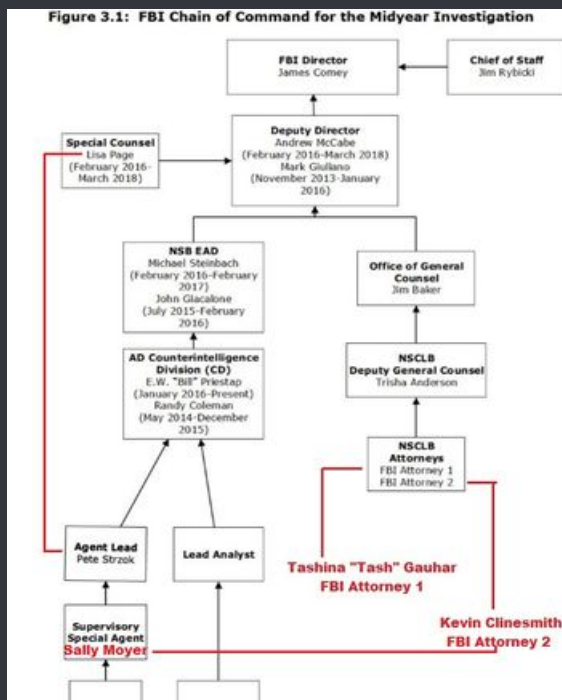 Figure 3.1: FBI Chain of Command for the Midyear Investigation
FBI Director
James Comey
Chief of Staff
Jim Rybicki
Deputy Director
Andrew McCabe
(February 2016-March 2018)
Mark Giuliano
(November 2013-January
2016)
Special Counsel
Lisa Page
(February 2016-
March 2018)
NSB EAD
Michael Steinbach
(February 2016-February
2017)
John Giacalone
(July 2015-February
2016)
Office of General
Counsel
Jim Baker
AD Counterintelligence
Division (CD)
E.W. "Bill" Priestap
(January 2016-Present)
Randy Coleman
(May 2014-December
2015)
NSCLB
Deputy General Counsel
Trisha Anderson
NSCLB
Attorneys
FBI Attorney 1
FBI Attorney 2
Agent Lead
Pete Strzok
Lead Analyst
Tashina "Tash" Gauhar
FBI Attorney 1
Supervisory
Special Agent
Sally Moyer
Kevin Clinesmith
FBI Attorney 2